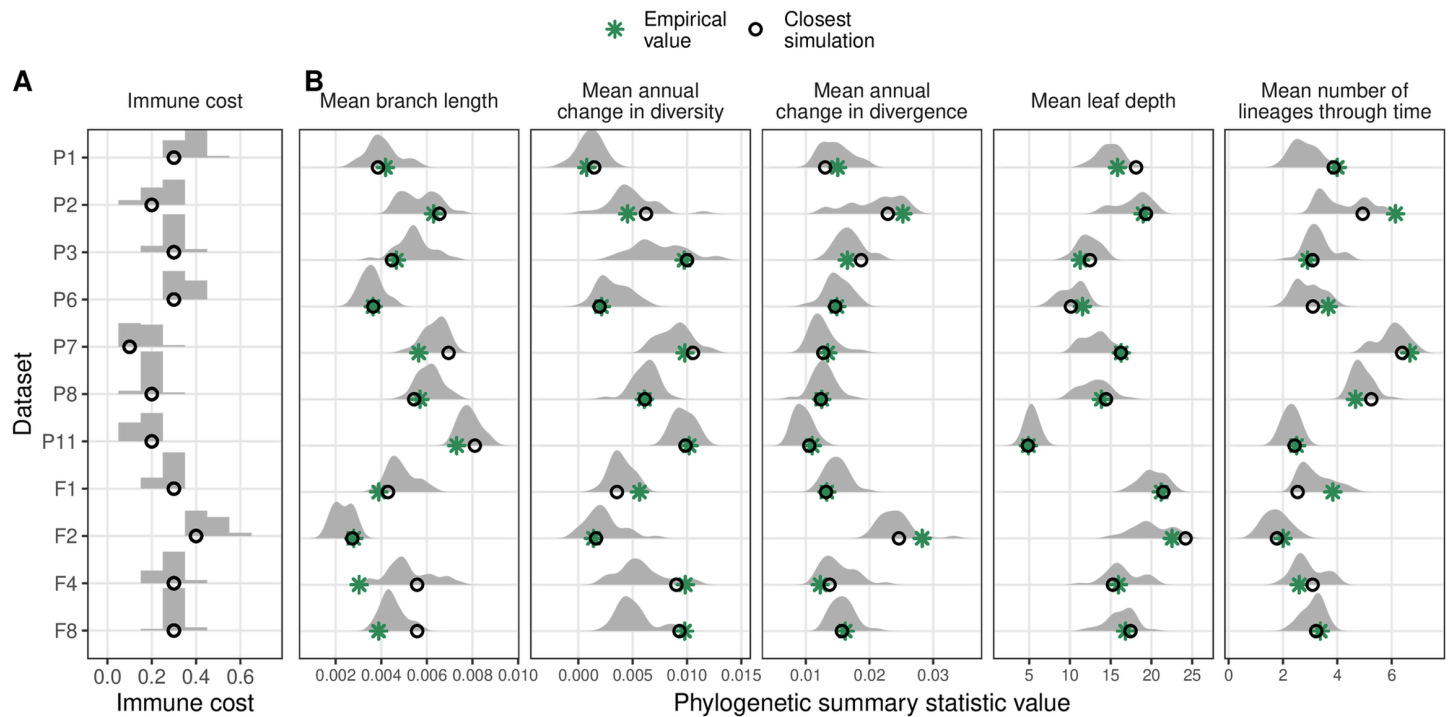 Empirical
value
Closest
simulation
A
B
Immune cost
Mean branch length
Mean annual
change in diversity
Mean annual
change in divergence
Mean leaf depth
Mean number of
lineages through time
Dataset
P1
P2
P3
P6
P7
P8
P11
F1
F2
F4
F8
0.0 0.2 0.4 0.6
0.002 0.004 0.006 0.008 0.010
0.000 0.005 0.010 0.015
0.01 0.02 0.03
5 10 15 20 25
0 2 4 6
Immune cost
Phylogenetic summary statistic value